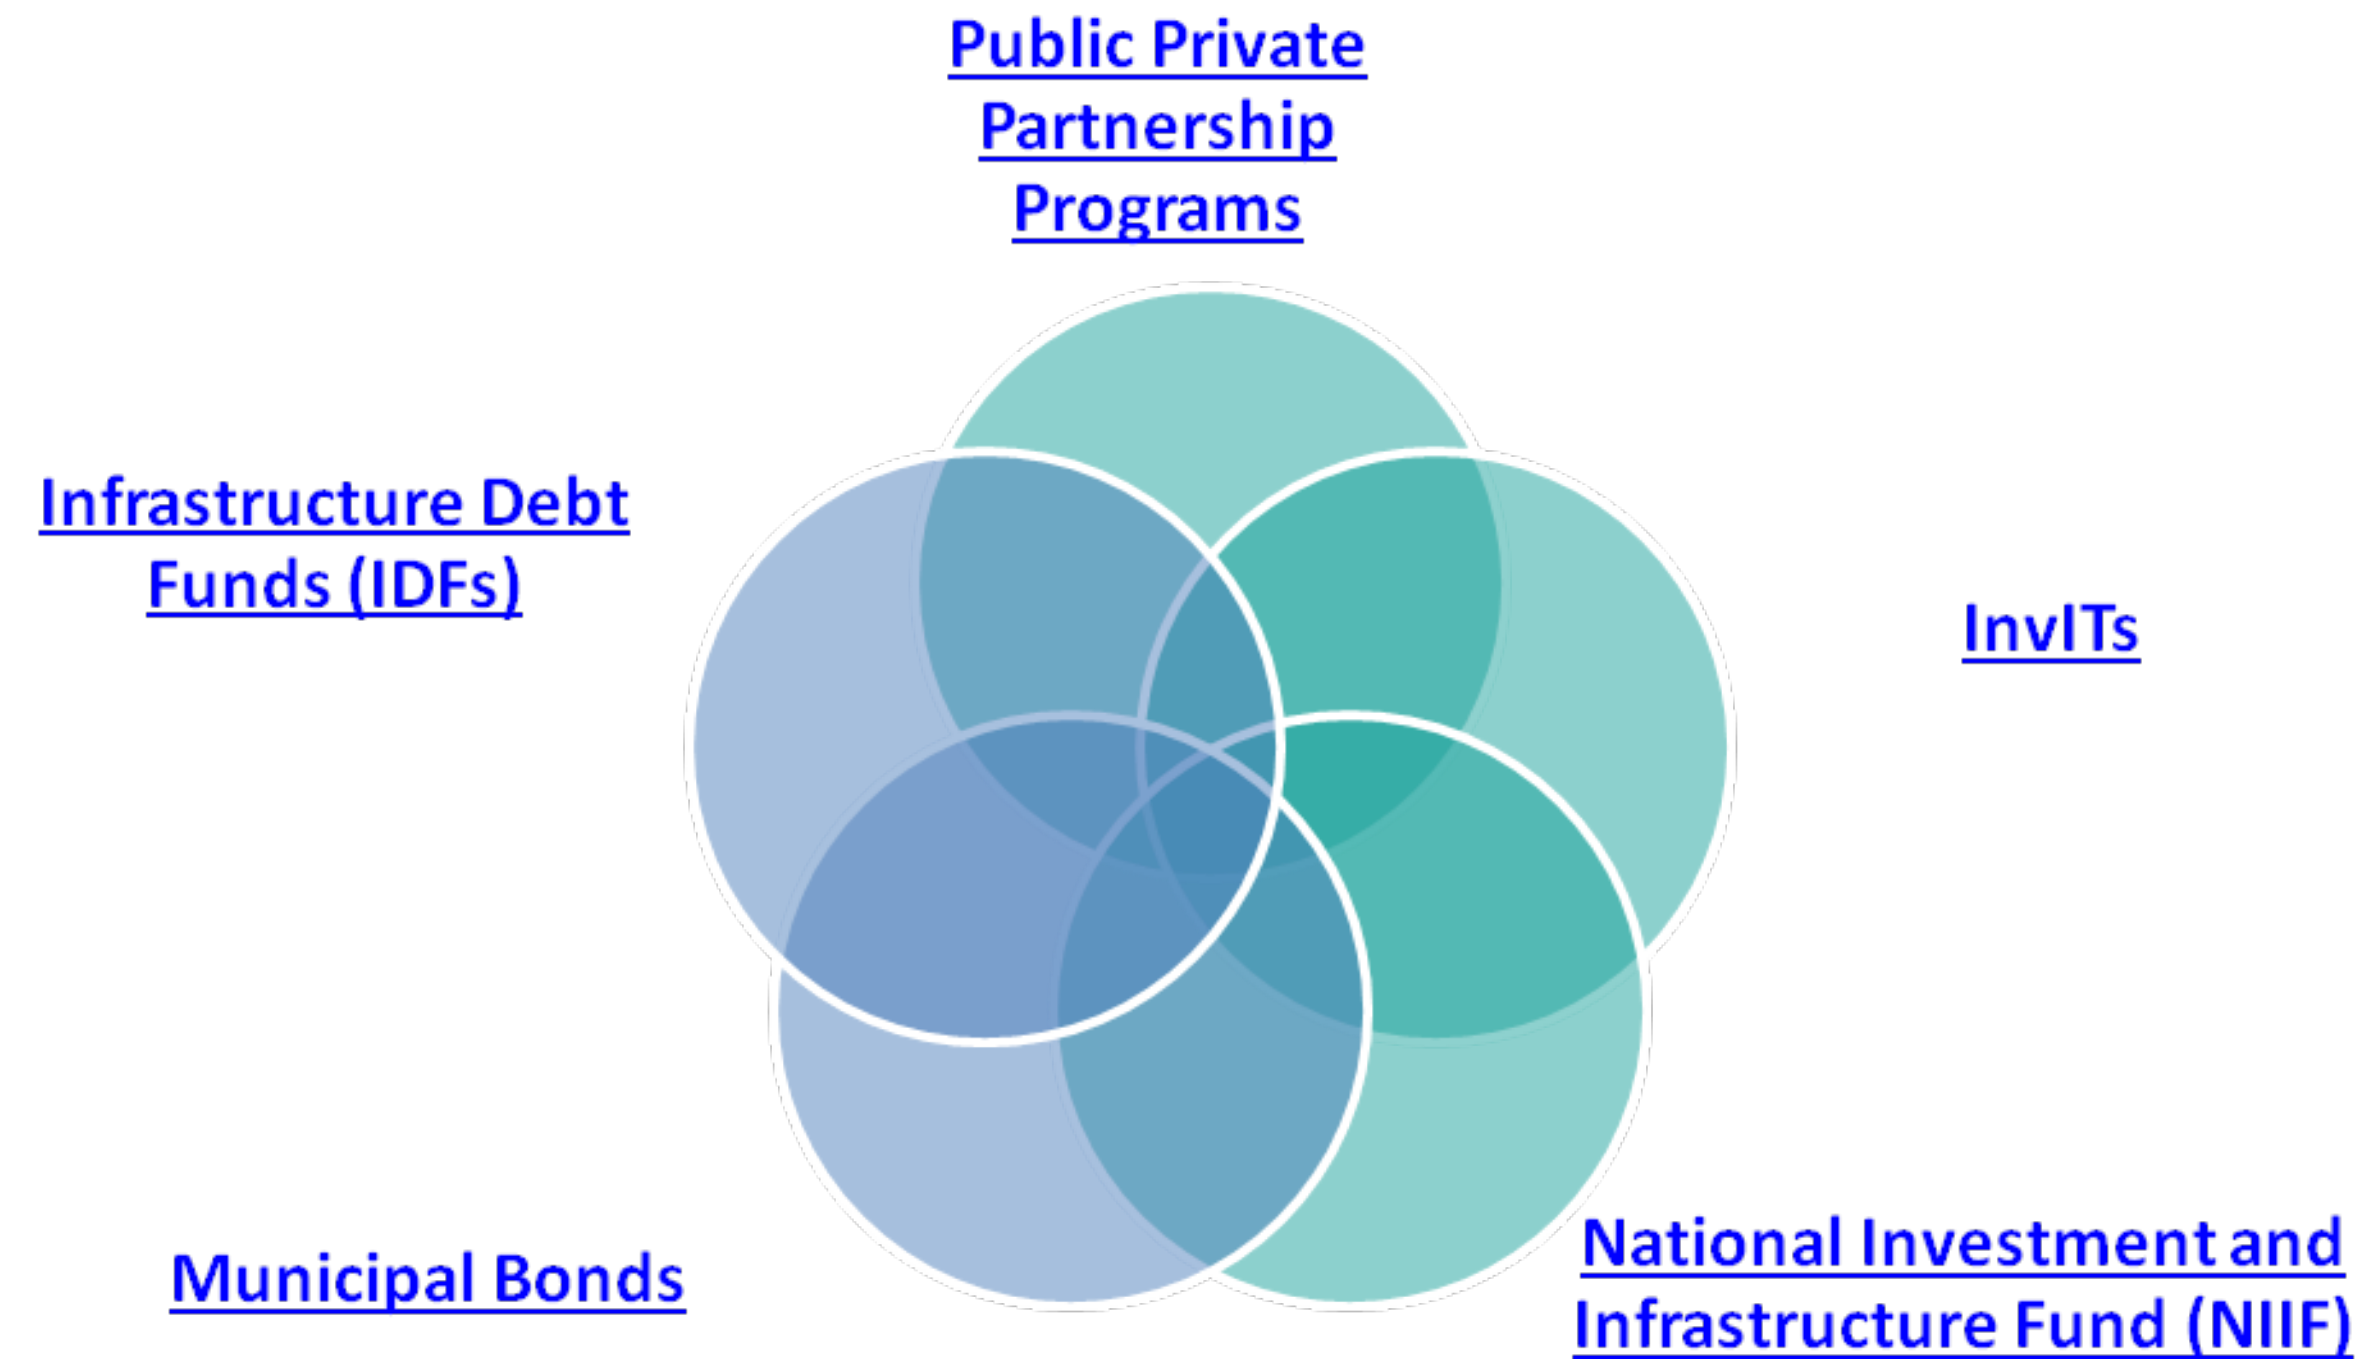 Public Private
Partnership
Programs
Infrastructure Debt
Funds (IDFs)
InvITs
Municipal Bonds
National Investment and
Infrastructure Fund (NIIF)